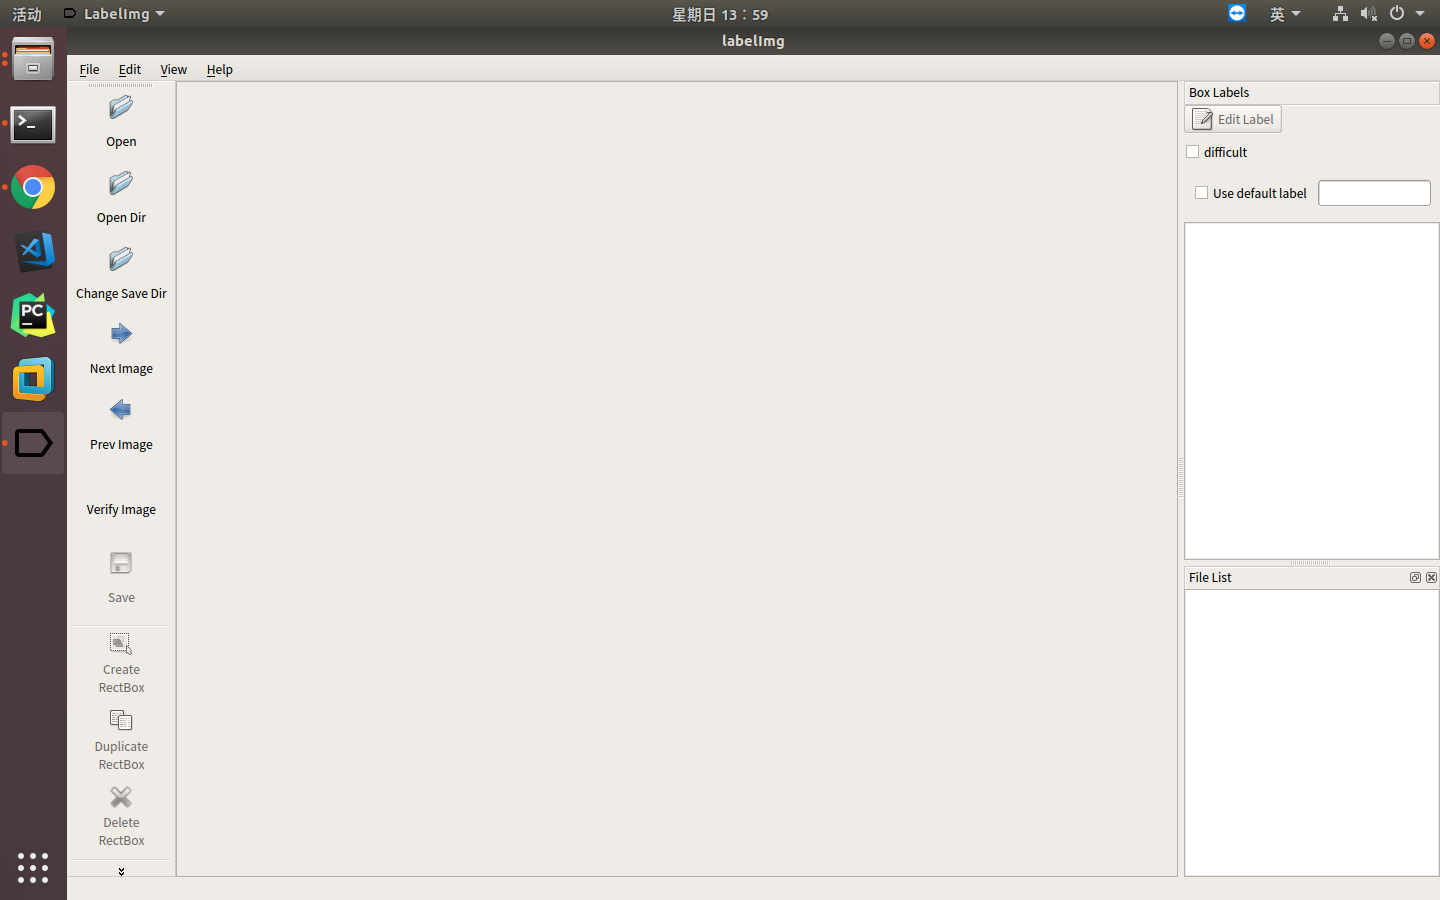 活动
LabelImg
星期日 13：59
英
labelImg
File
Edit
View
Help
Open
Open Dir
Change Save Dir
Next Image
Prev Image
Verify Image
Save
Create
RectBox
Duplicate
RectBox
Delete
RectBox
Box Labels
Edit Label
difficult
Use default label
File List
PC